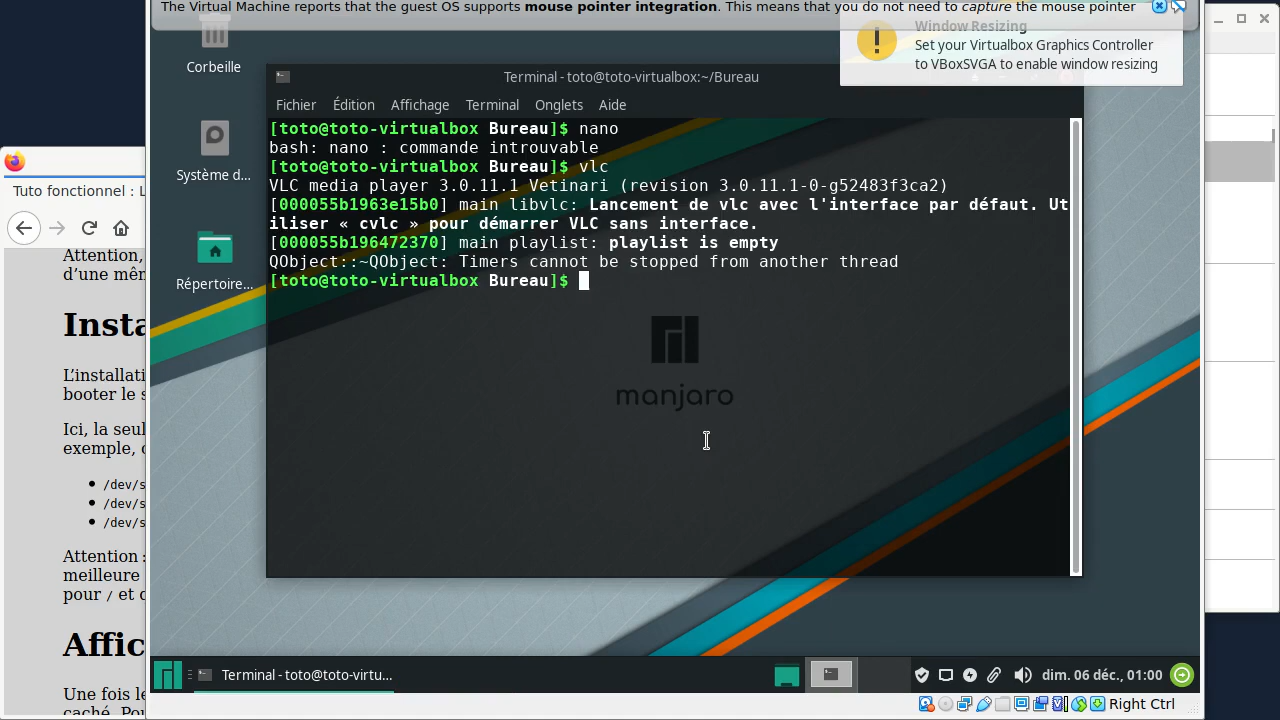 The Virtual Machine reports that the guest OS supports mouse pointer integration. This means that you do not need to capture the mouse pointer
Window Resizing
Set your Virtualbox Graphics Controller
to VBoxSVGA to enable window resizing
Corbeille
Système d...
Répertoire...
Terminal - toto@toto-virtualbox:~/Bureau
Fichier Édition Affichage Terminal Onglets Aide
[toto@toto-virtualbox Bureau]$ nano
bash: nano : commande introuvable
[toto@toto-virtualbox Bureau]$ vlc
VLC media player 3.0.11.1 Vetinari (revision 3.0.11.1-0-g52483f3ca2)
[000055b1963e15b0] main libvlc: Lancement de vlc avec l'interface par défaut. Ut
iliser « cvlc » pour démarrer VLC sans interface.
[000055b196472370] main playlist: playlist is empty
QObject::~QObject: Timers cannot be stopped from another thread
[toto@toto-virtualbox Bureau]$
manjaro
Tuto fonctionnel : L
Attention,
d’une mêm
Insta
L’installati
booter le s
Ici, la seul
exemple, c
/dev/s
/dev/s
/dev/s
Attention :
meilleure
pour / et d
Affic
Une fois le
caché. Pou
Terminal - toto@toto-virtu...
dim. 06 déc., 01:00
Right Ctrl